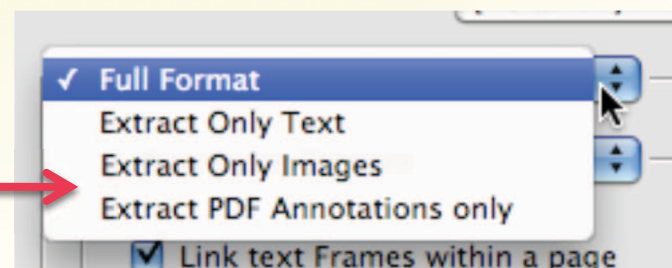 ✓ Full Format
Extract Only Text
Extract Only Images
Extract PDF Annotations only
Link text Frames within a page